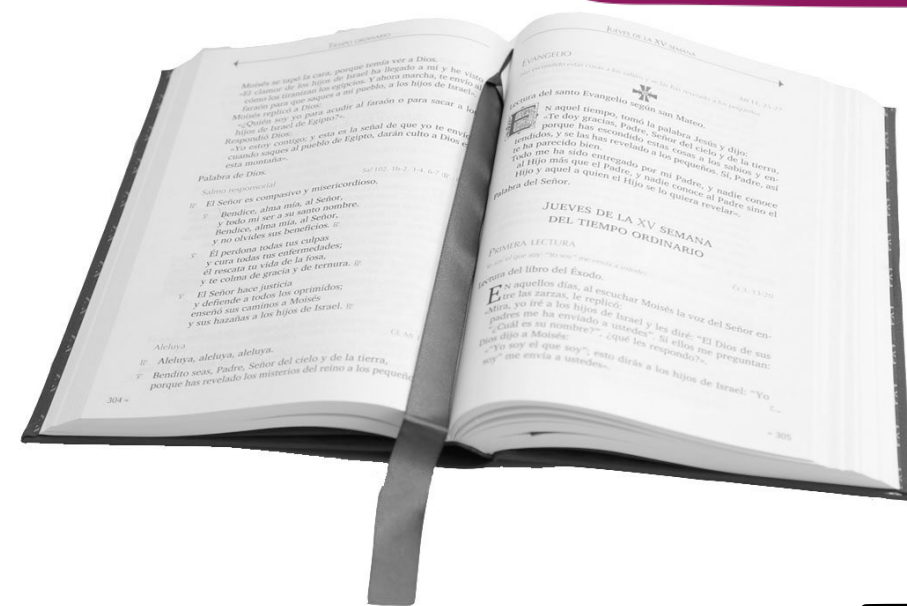 TIEMPO ORDINARIO
Moisés se tapó la cara, porque temía ver a Dios.
«El clamor de los hijos de Israel ha llegado a mí y he visto
cómo los tiranizan los egipcios. Y ahora marcha, te envío al
faraón para que saques a mi pueblo, a los hijos de Israel».
Moisés replicó a Dios:
«¿Quién soy yo para acudir al faraón o para sacar a los
hijos de Israel de Egipto?».
Respondió Dios:
«Yo estoy contigo; y esta es la señal de que yo te envío:
cuando saques al pueblo de Egipto, darán culto a Dios en
esta montaña».
Palabra de Dios.
Salmo responsorial
Sal 102, 1b-2. 3-4. 6-7
℟ El Señor es compasivo y misericordioso.
℣ Bendice, alma mía, al Señor,
y todo mi ser a su santo nombre.
Bendice, alma mía, al Señor,
y no olvides sus beneficios. ℟
℣ Él perdona todas tus culpas
y cura todas tus enfermedades;
él rescata tu vida de la fosa,
y te colma de gracia y de ternura. ℟
℣ El Señor hace justicia
y defiende a todos los oprimidos;
enseñó sus caminos a Moisés
y sus hazañas a los hijos de Israel. ℟
Aleluya
℟ Aleluya, aleluya, aleluya.
℣ Bendito seas, Padre, Señor del cielo y de la tierra,
porque has revelado los misterios del reino a los pequeños
304
JUEVES DE LA XV SEMANA
EVANGELIO
Mt 11, 25-27
Lectura del santo Evangelio según san Mateo.
EN aquel tiempo, tomó la palabra Jesús y dijo:
«Te doy gracias, Padre, Señor del cielo y de la tierra,
porque has escondido estas cosas a los sabios y en-
tendidos, y se las has revelado a los pequeños. Sí, Padre, así
te ha parecido bien.
Todo me ha sido entregado por mi Padre, y nadie conoce
al Hijo más que el Padre, y nadie conoce al Padre sino el
Hijo y aquel a quien el Hijo se lo quiera revelar».
Palabra del Señor.
JUEVES DE LA XV SEMANA
DEL TIEMPO ORDINARIO
PRIMERA LECTURA
Ex 3, 13-20
Lectura del libro del Éxodo.
EN aquellos días, al escuchar Moisés la voz del Señor en-
tre las zarzas, le replicó:
«Mira, yo iré a los hijos de Israel y les diré: "El Dios de sus
padres me ha enviado a ustedes". Si ellos me preguntan:
"¿Cuál es su nombre?", ¿qué les respondo?».
Dios dijo a Moisés:
«"Yo soy el que soy"; esto dirás a los hijos de Israel: "Yo
soy" me envía a ustedes».
305